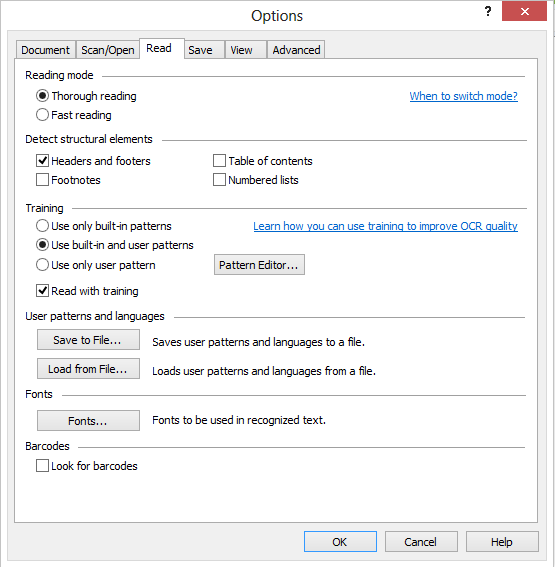 Options
? ×
Document Scan/Open Read Save View Advanced
Reading mode
Thorough reading When to switch mode?
Fast reading
Detect structural elements
Headers and footers Table of contents
Footnotes Numbered lists
Training
Use only built-in patterns Learn how you can use training to improve OCR quality
Use built-in and user patterns
Use only user pattern Pattern Editor...
Read with training
User patterns and languages
Save to File... Saves user patterns and languages to a file.
Load from File... Loads user patterns and languages from a file.
Fonts
Fonts... Fonts to be used in recognized text.
Barcodes
Look for barcodes
OK Cancel Help